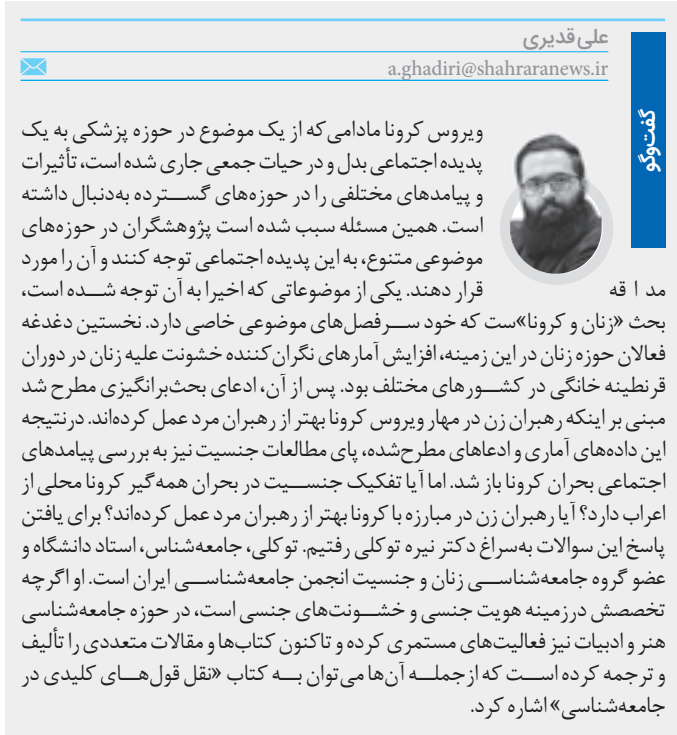 علی قدیری
a.ghadiri@shahraranews.ir
گفت‌وگو
ویروس کرونا مادامی‌که از یک موضوع در حوزه پزشکی به یک
پدیده اجتماعی بدل و در حیات جمعی جاری شده است، تأثیرات
و پیامدهای مختلفی را در حوزه‌های گسترده به‌دنبال داشته
است. همین مسئله سبب شده است پژوهشگران در حوزه‌های
موضوعی متنوع، به این پدیده اجتماعی توجه کنند و آن را مورد
مد ا قه قرار دهند. یکی از موضوعاتی که اخیرا به آن توجه شده است،
بحث «زنان و کرونا»ست که خود سرفصل‌های موضوعی خاصی دارد. نخستین دغدغه
فعالان حوزه زنان در این زمینه، افزایش آمارهای نگران‌کننده خشونت علیه زنان در دوران
قرنطینه خانگی در کشورهای مختلف بود. پس از آن، ادعای بحث‌برانگیزی مطرح شد
مبنی بر اینکه رهبران زن در مهار ویروس کرونا بهتر از رهبران مرد عمل کرده‌اند. درنتیجه
این داده‌های آماری و ادعاهای مطرح‌شده، پای مطالعات جنسیت نیز به بررسی پیامدهای
اجتماعی بحران کرونا باز شد. اما آیا تفکیک جنسیت در بحران همه‌گیر کرونا محلی از
اعراب دارد؟ آیا رهبران زن در مبارزه با کرونا بهتر از رهبران مرد عمل کرده‌اند؟ برای یافتن
پاسخ این سوالات به‌سراغ دکتر نیره توکلی رفتیم. توکلی، جامعه‌شناس، استاد دانشگاه و
عضو گروه جامعه‌شناسی زنان و جنسیت انجمن جامعه‌شناسی ایران است. او اگرچه
تخصصش درزمینه هویت جنسی و خشونت‌های جنسی است، در حوزه جامعه‌شناسی
هنر و ادبیات نیز فعالیت‌های مستمری کرده و تاکنون کتاب‌ها و مقالات متعددی را تألیف
و ترجمه کرده است که ازجمله آن‌ها می‌توان به کتاب «نقل قول‌های کلیدی در
جامعه‌شناسی» اشاره کرد.